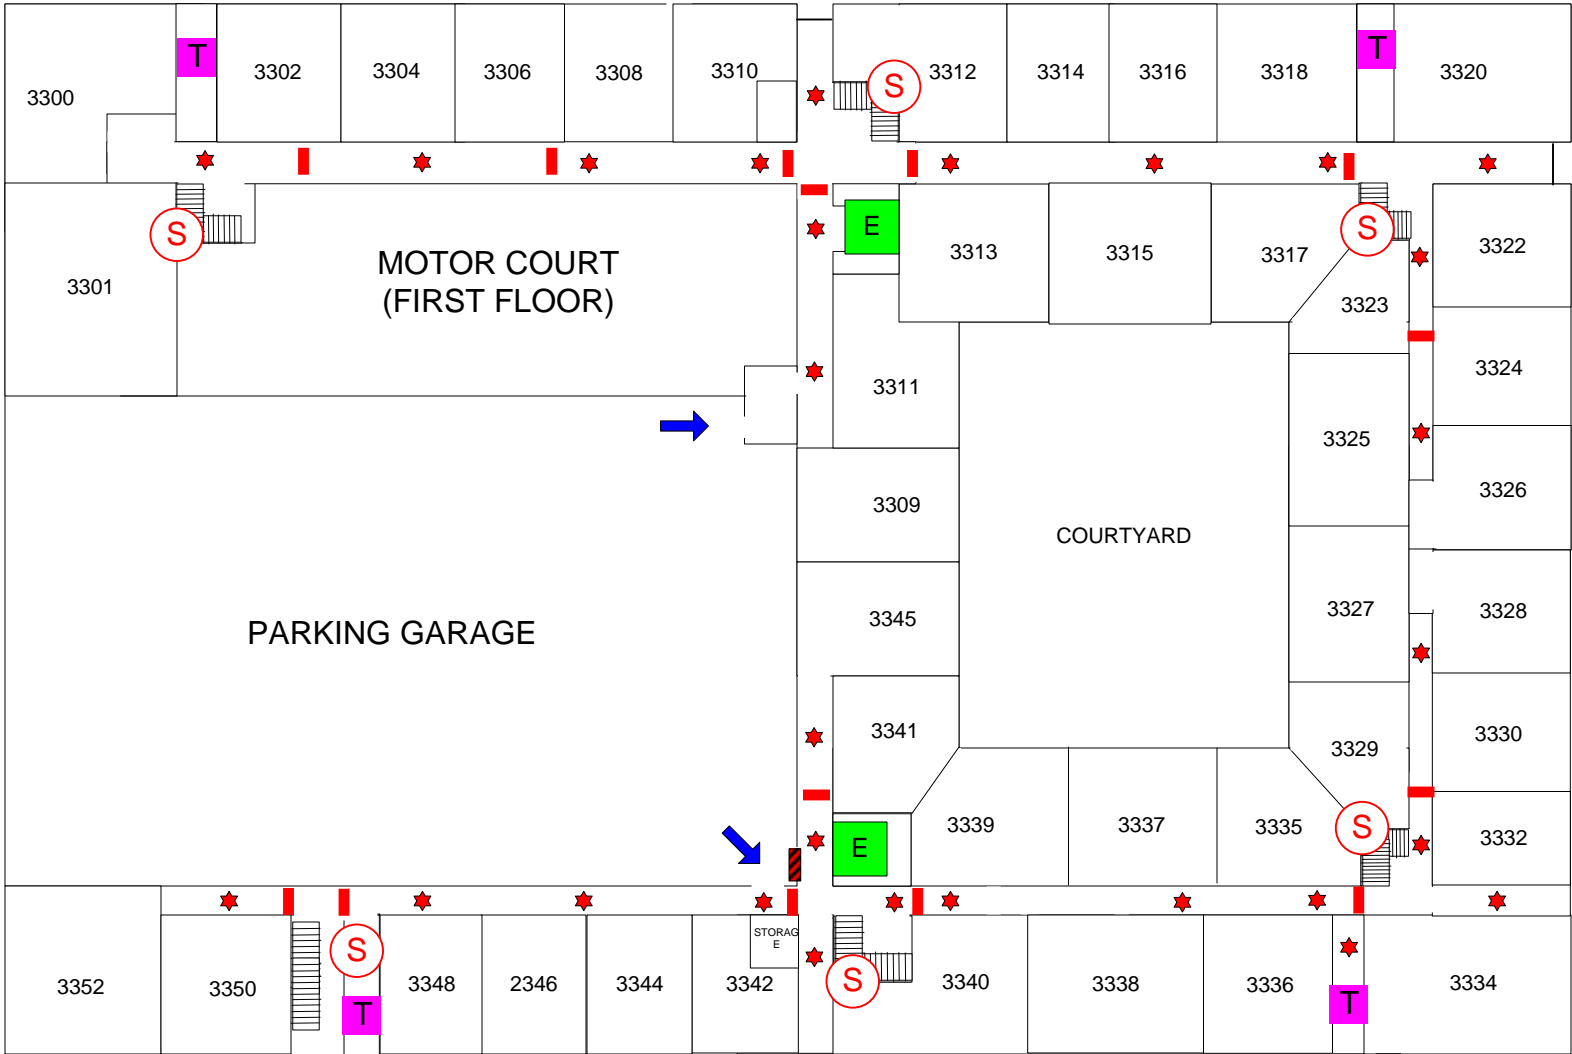 T
T
3302
3304
3306
3308
3310
S
3312
3314
3316
3318
3320
3300
S
E
S
3313
3315
3317
3322
MOTOR COURT
(FIRST FLOOR)
3301
3323
3311
3324
3325
3309
3326
COURTYARD
3345
3327
3328
PARKING GARAGE
3341
3329
3330
E
3339
3337
3335
S
3332
STORAG
E
S
S
3352
3350
3348
2346
3344
3342
3340
3338
3336
3334
T
T